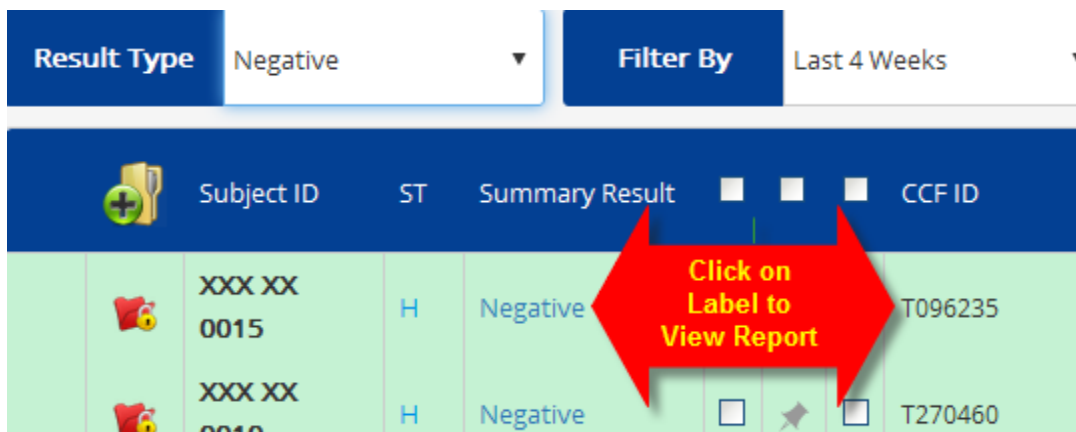 Result Type Negative Filter By Last 4 Weeks
Subject ID ST Summary Result CCF ID
XXX XX
0015 H Negative T096235
Click on
Label to
View Report
XXX XX
0010 H Negative T270460